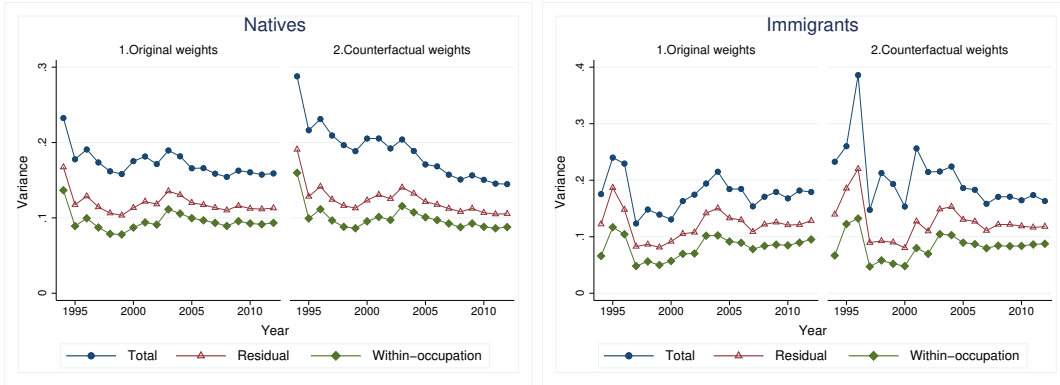 Natives
1.Original weights
2.Counterfactual weights
Variance
.3
.2
.1
0
1995
2000
2005
2010
1995
2000
2005
2010
Year
Total
Residual
Within−occupation
Immigrants
1.Original weights
2.Counterfactual weights
Variance
.4
.3
.2
.1
0
1995
2000
2005
2010
1995
2000
2005
2010
Year
Total
Residual
Within−occupation